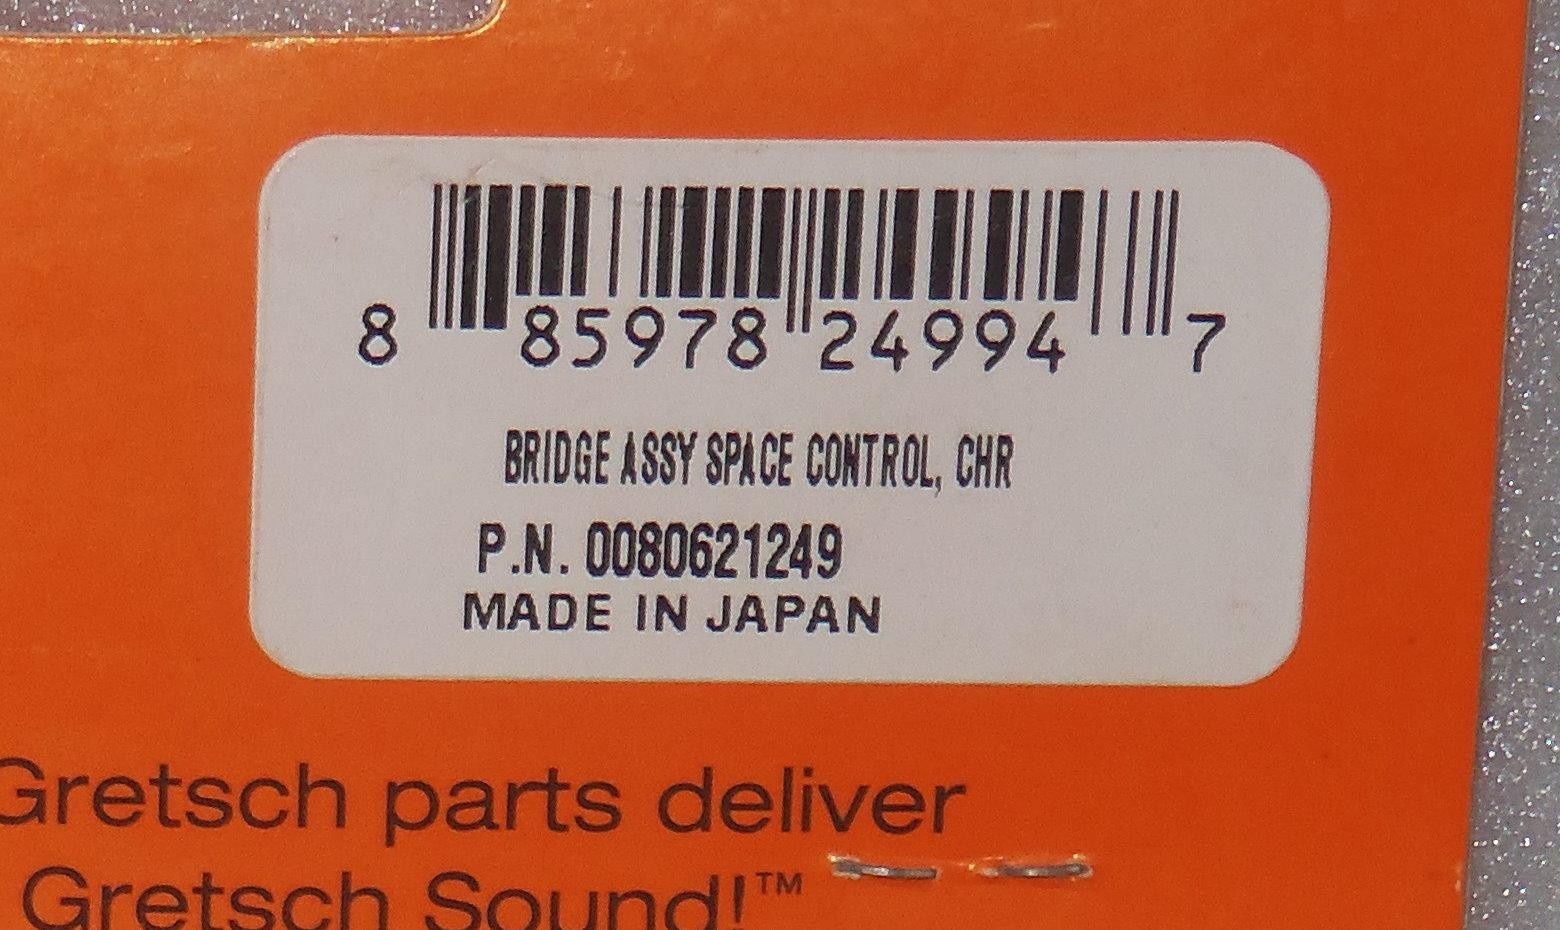 8 85978 24994 7
BRIDGE ASSY SPACE CONTROL, CHR
P.N. 0080621249
MADE IN JAPAN
Gretsch parts deliver
Gretsch Sound!™